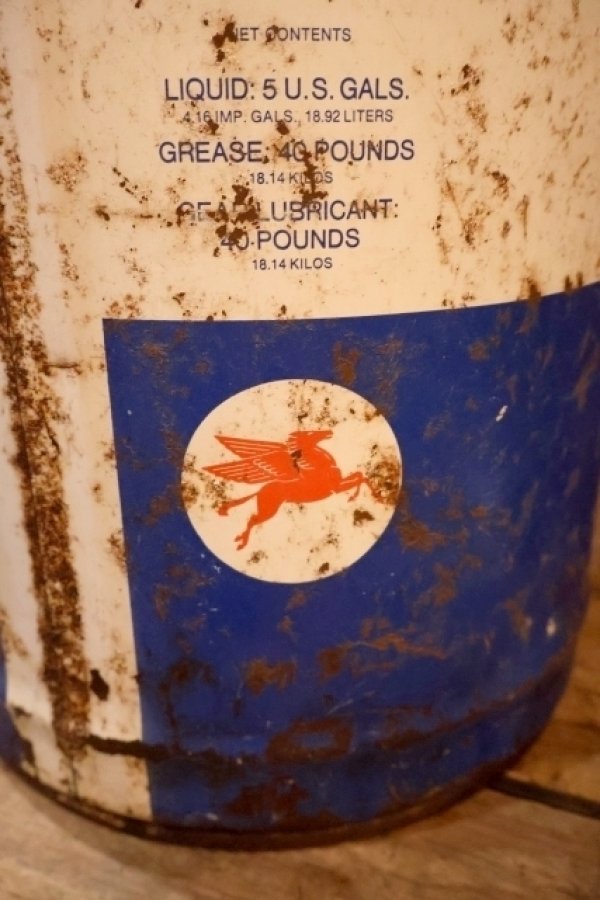 NET CONTENTS
LIQUID: 5 U.S. GALS.
4.16 IMP. GALS., 18.92 LITERS
GREASE, 40 POUNDS
18.14 KILOS
GEAR LUBRICANT:
40 POUNDS
18.14 KILOS